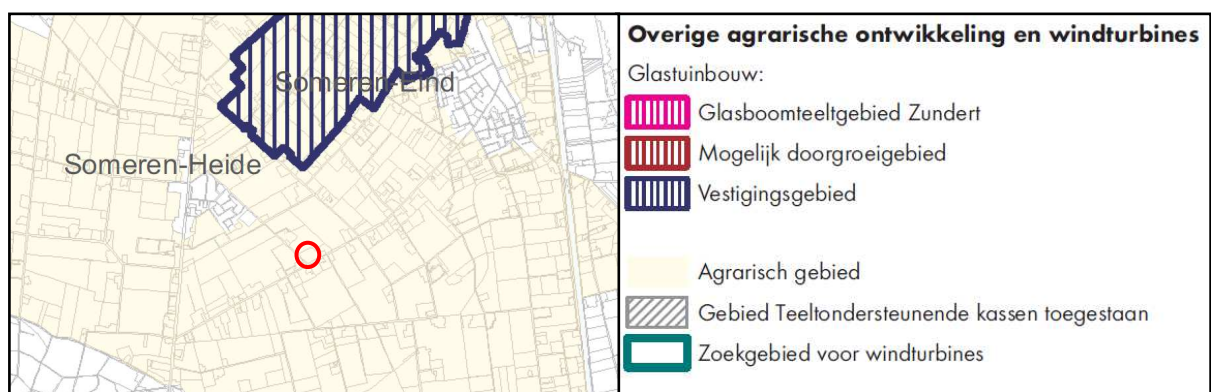 Someren-Eind
Someren-Heide
Overige agrarische ontwikkeling en windturbines
Glastuinbouw:
Glasboomteeltgebied Zundert
Mogelijk doorgroeigebied
Vestigingsgebied
Agrarisch gebied
Gebied Teeltondersteunende kassen toegestaan
Zoekgebied voor windturbines